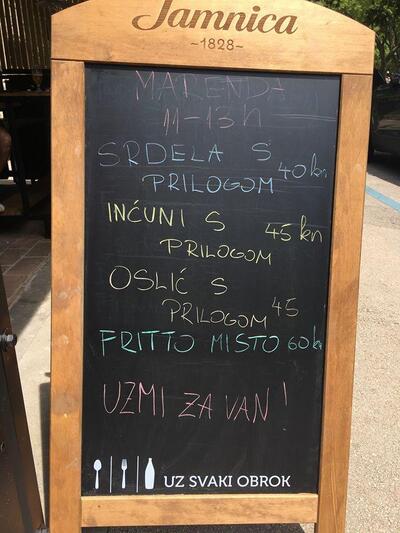 Jamnica
~1828~
MARENDA
11-13h
SRDELA S
PRILOGOM 40 kn
INĆUNI S 45 kn
PRILOGOM
OSLIĆ S
PRILOGOM 45
FRITTO MISTO 60 kn
UZMI ZA VAN!
UZ SVAKI OBROK